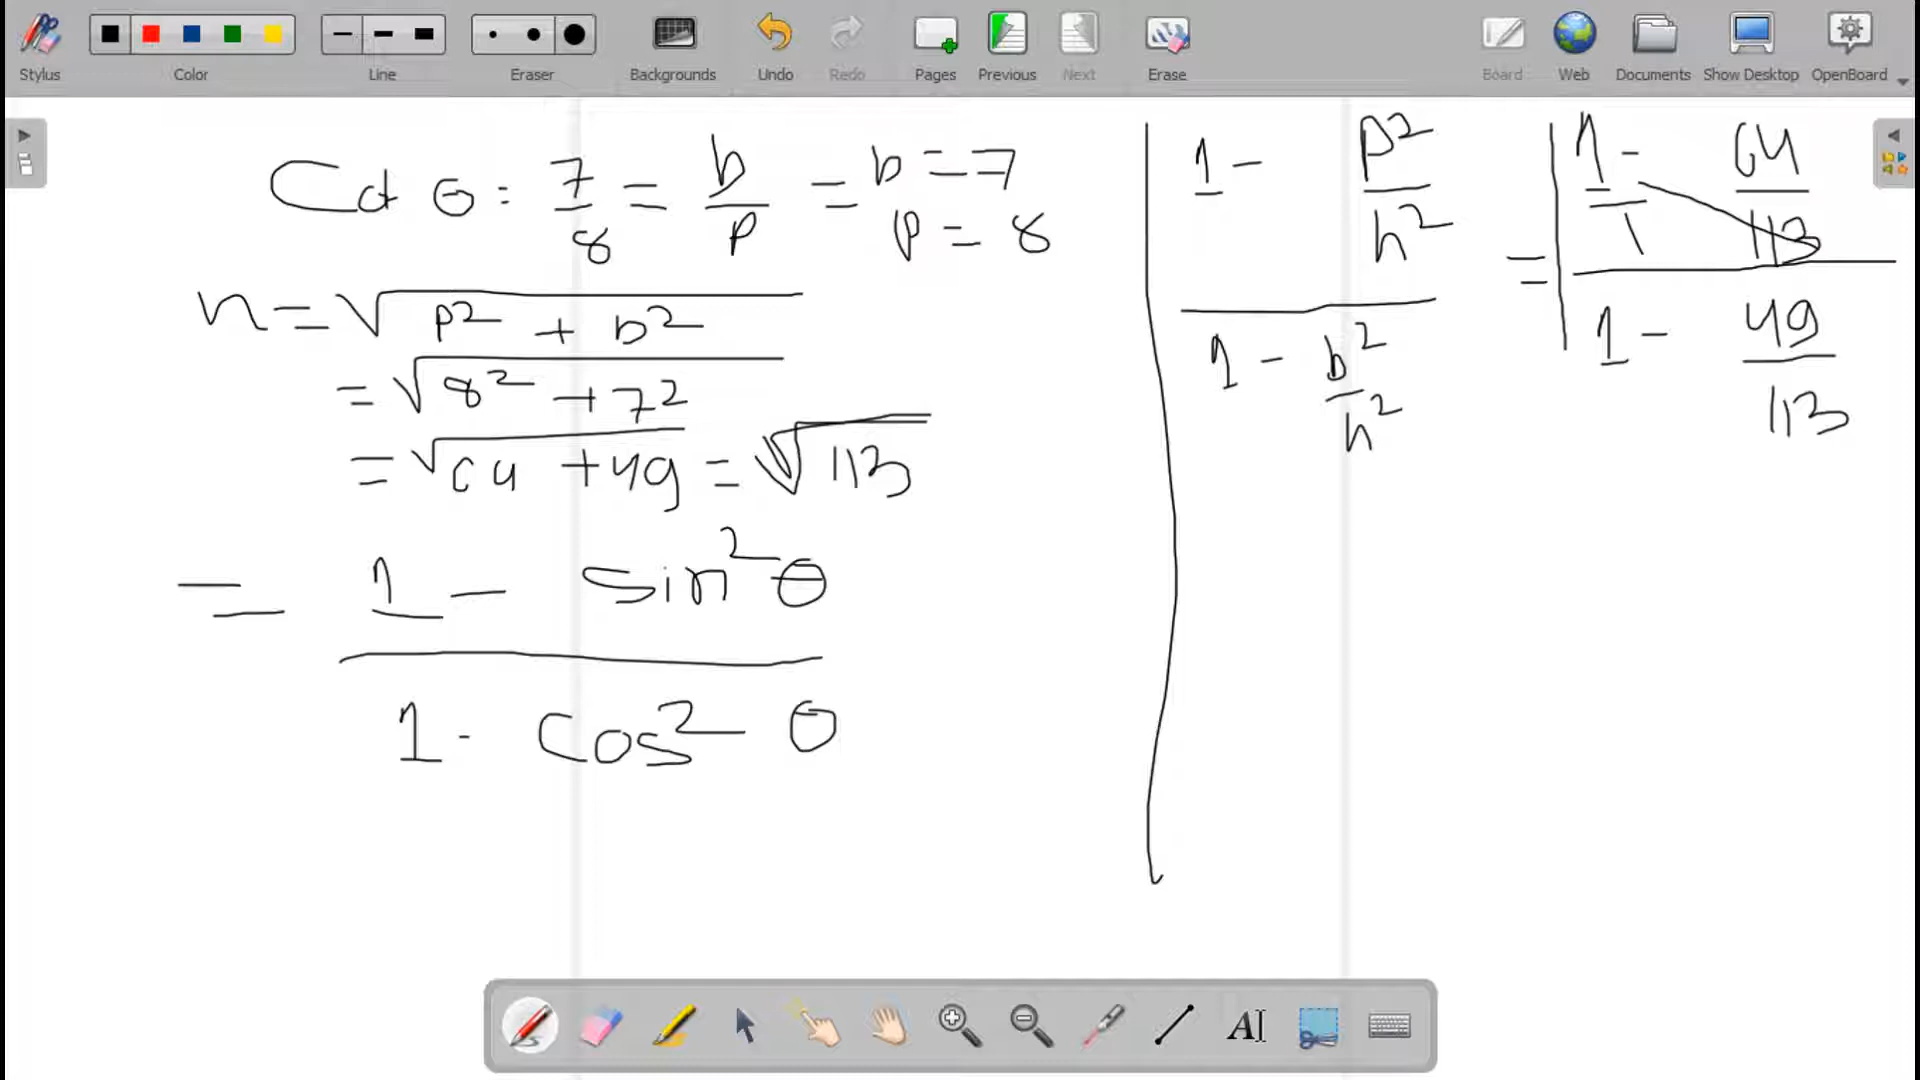 Stylus Color Line Eraser Backgrounds Undo Redo Pages Previous Next Erase Board Web Documents Show Desktop OpenBoard
Cot θ : 7/8 = b/p = b = 7
p = 8
h = √(p² + b²)
= √(8² + 7²)
= √(64 + 49) = √113
= (1 - sin²θ)/(1 - cos² θ)
(1 - p²/h²)/(1 - b²/h²) = (1/1 - 64/113)/(1 - 49/113)
AI